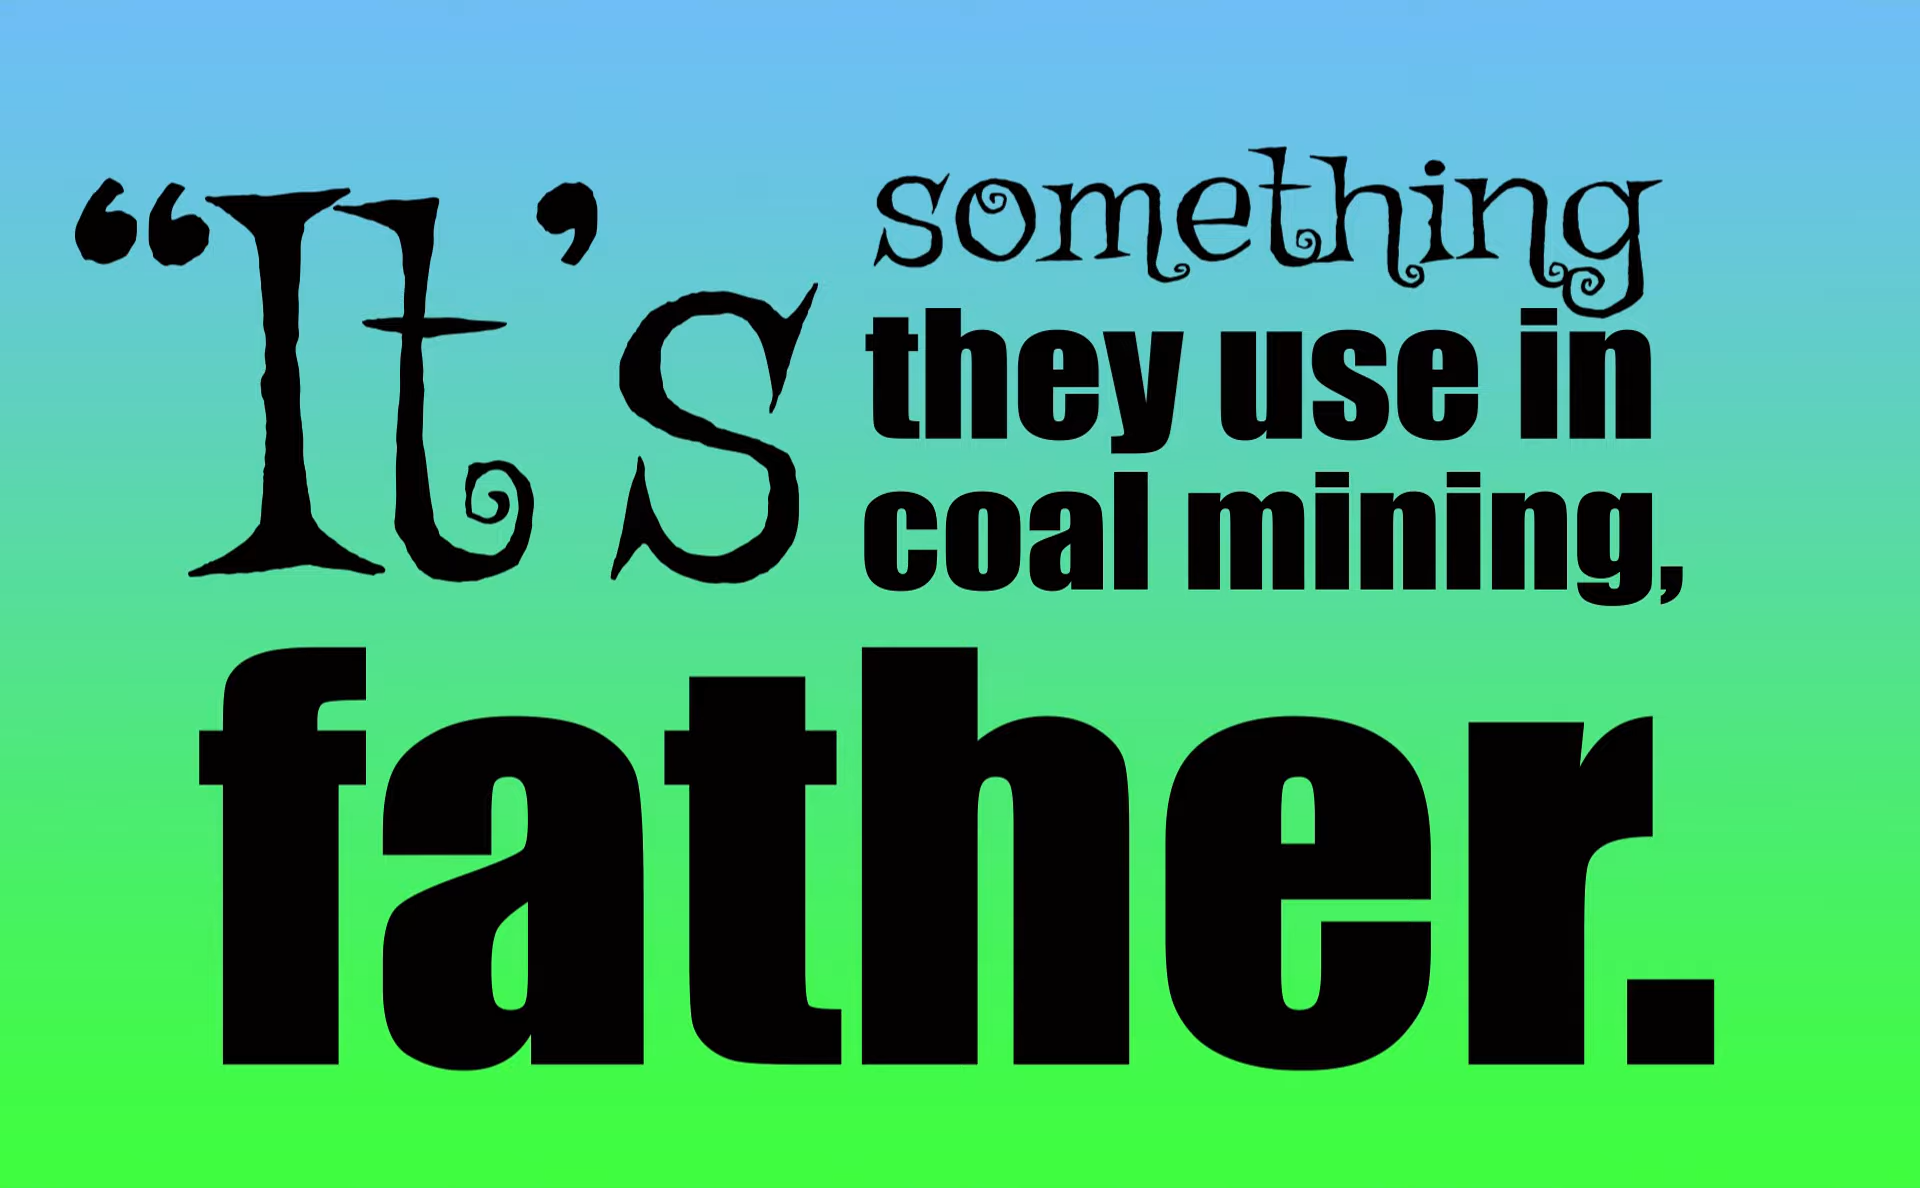 “It’s something
they use in
coal mining,
father.